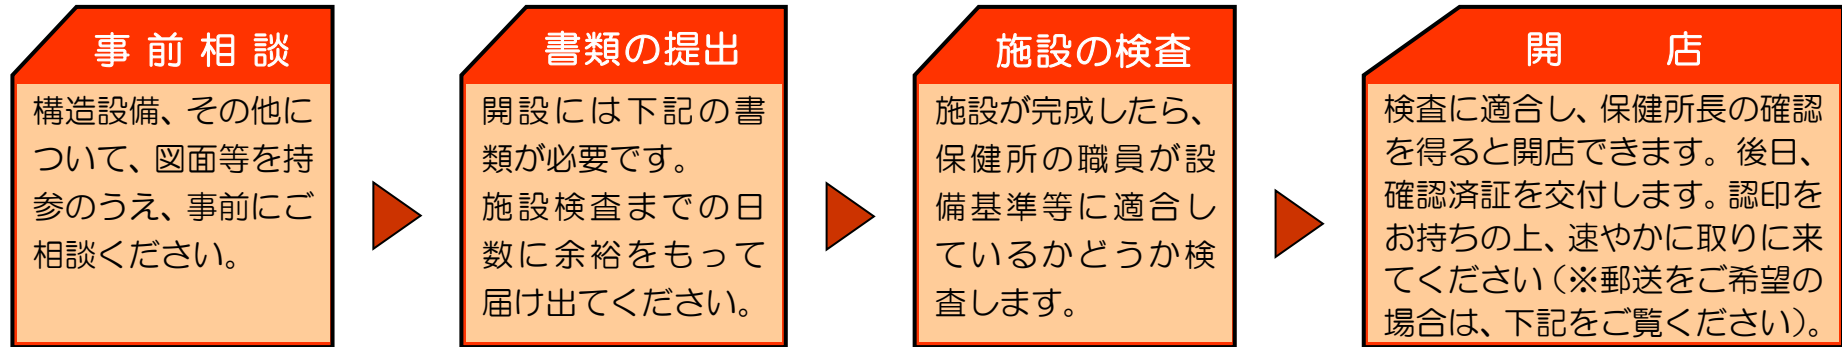 事前相談
構造設備、その他に
ついて、図面等を持
参のうえ、事前にご
相談ください。
書類の提出
開設には下記の書
類が必要です。
施設検査までの日
数に余裕をもって
届け出てください。
施設の検査
施設が完成したら、
保健所の職員が設
備基準等に適合し
ているかどうか検
査します。
開店
検査に適合し、保健所長の確認
を得ると開店できます。後日、
確認済証を交付します。認印を
お持ちの上、速やかに取りに来
てください（※郵送をご希望の
場合は、下記をご覧ください）。